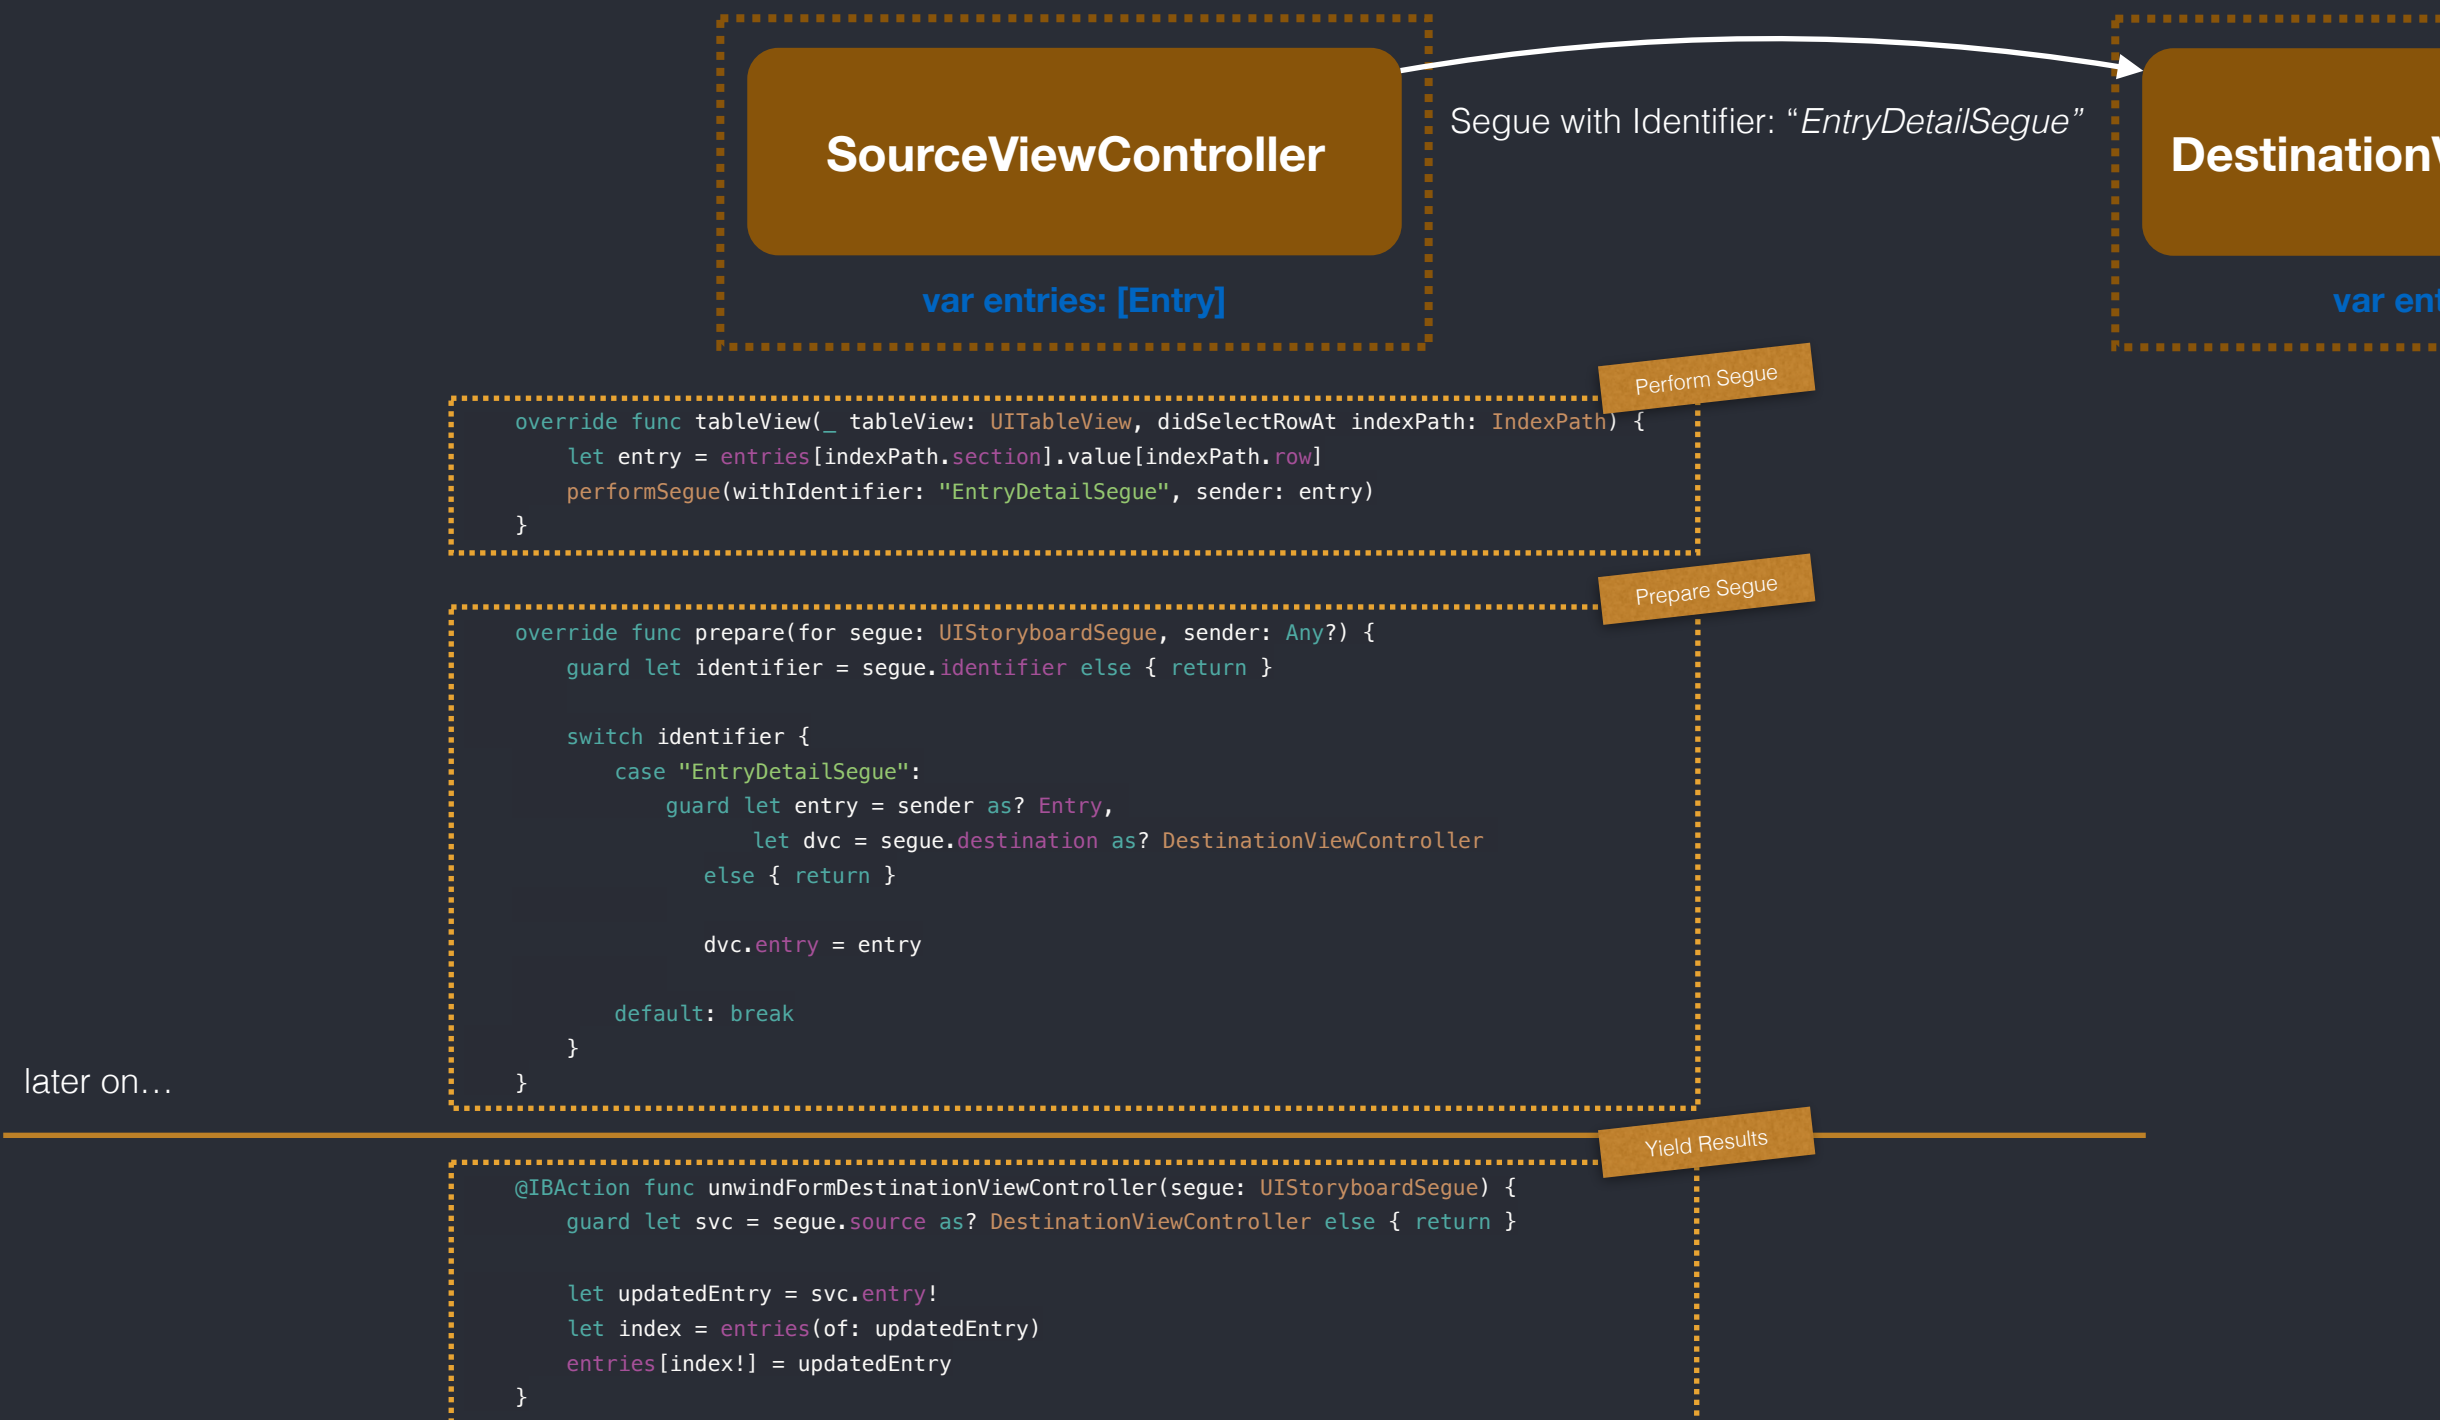 Segue with Identifier: “EntryDetailSegue”
SourceViewController
DestinationV
var entries: [Entry]
var ent
Perform Segue
override func tableView(_ tableView: UITableView, didSelectRowAt indexPath: IndexPath) {
let entry = entries[indexPath.section].value[indexPath.row]
performSegue(withIdentifier: "EntryDetailSegue", sender: entry)
}
Prepare Segue
override func prepare(for segue: UIStoryboardSegue, sender: Any?) {
guard let identifier = segue.identifier else { return }
switch identifier {
case "EntryDetailSegue":
guard let entry = sender as? Entry,
let dvc = segue.destination as? DestinationViewController
else { return }
dvc.entry = entry
default: break
}
}
later on…
Yield Results
@IBAction func unwindFormDestinationViewController(segue: UIStoryboardSegue) {
guard let svc = segue.source as? DestinationViewController else { return }
let updatedEntry = svc.entry!
let index = entries(of: updatedEntry)
entries[index!] = updatedEntry
}